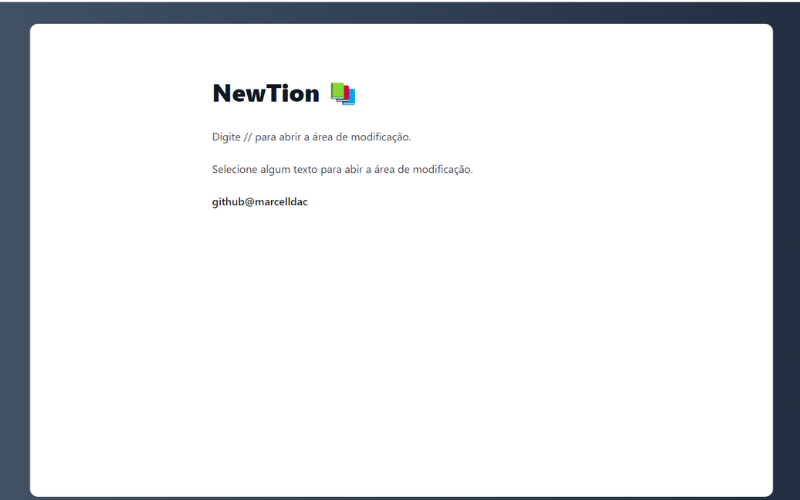 NewTion 📚
Digite // para abrir a área de modificação.
Selecione algum texto para abir a área de modificação.
github@marcelldac